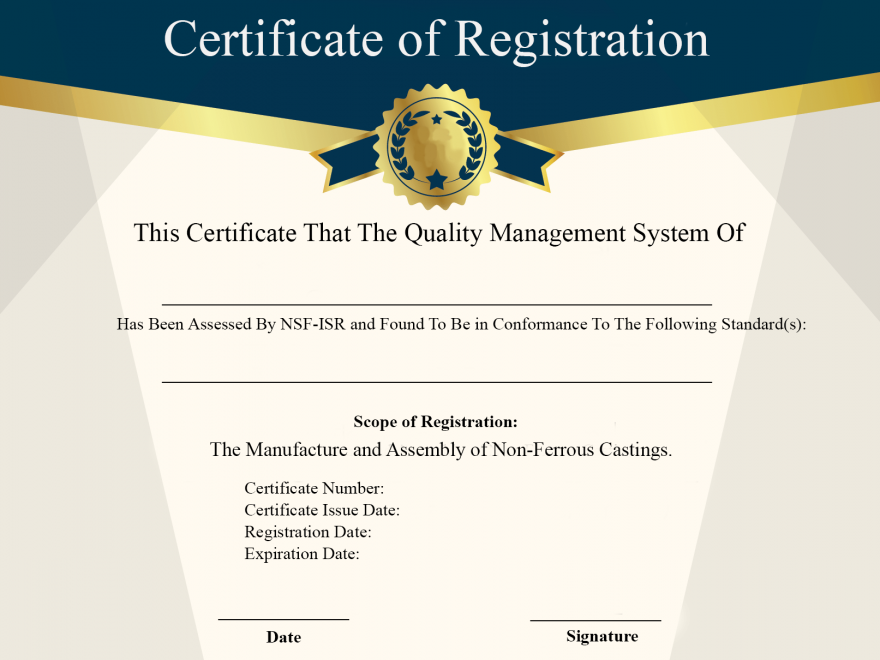 Certificate of Registration
This Certificate That The Quality Management System Of
Has Been Assessed By NSF-ISR and Found To Be in Conformance To The Following Standard(s):
Scope of Registration:
The Manufacture and Assembly of Non-Ferrous Castings.
Certificate Number:
Certificate Issue Date:
Registration Date:
Expiration Date:
Date
Signature